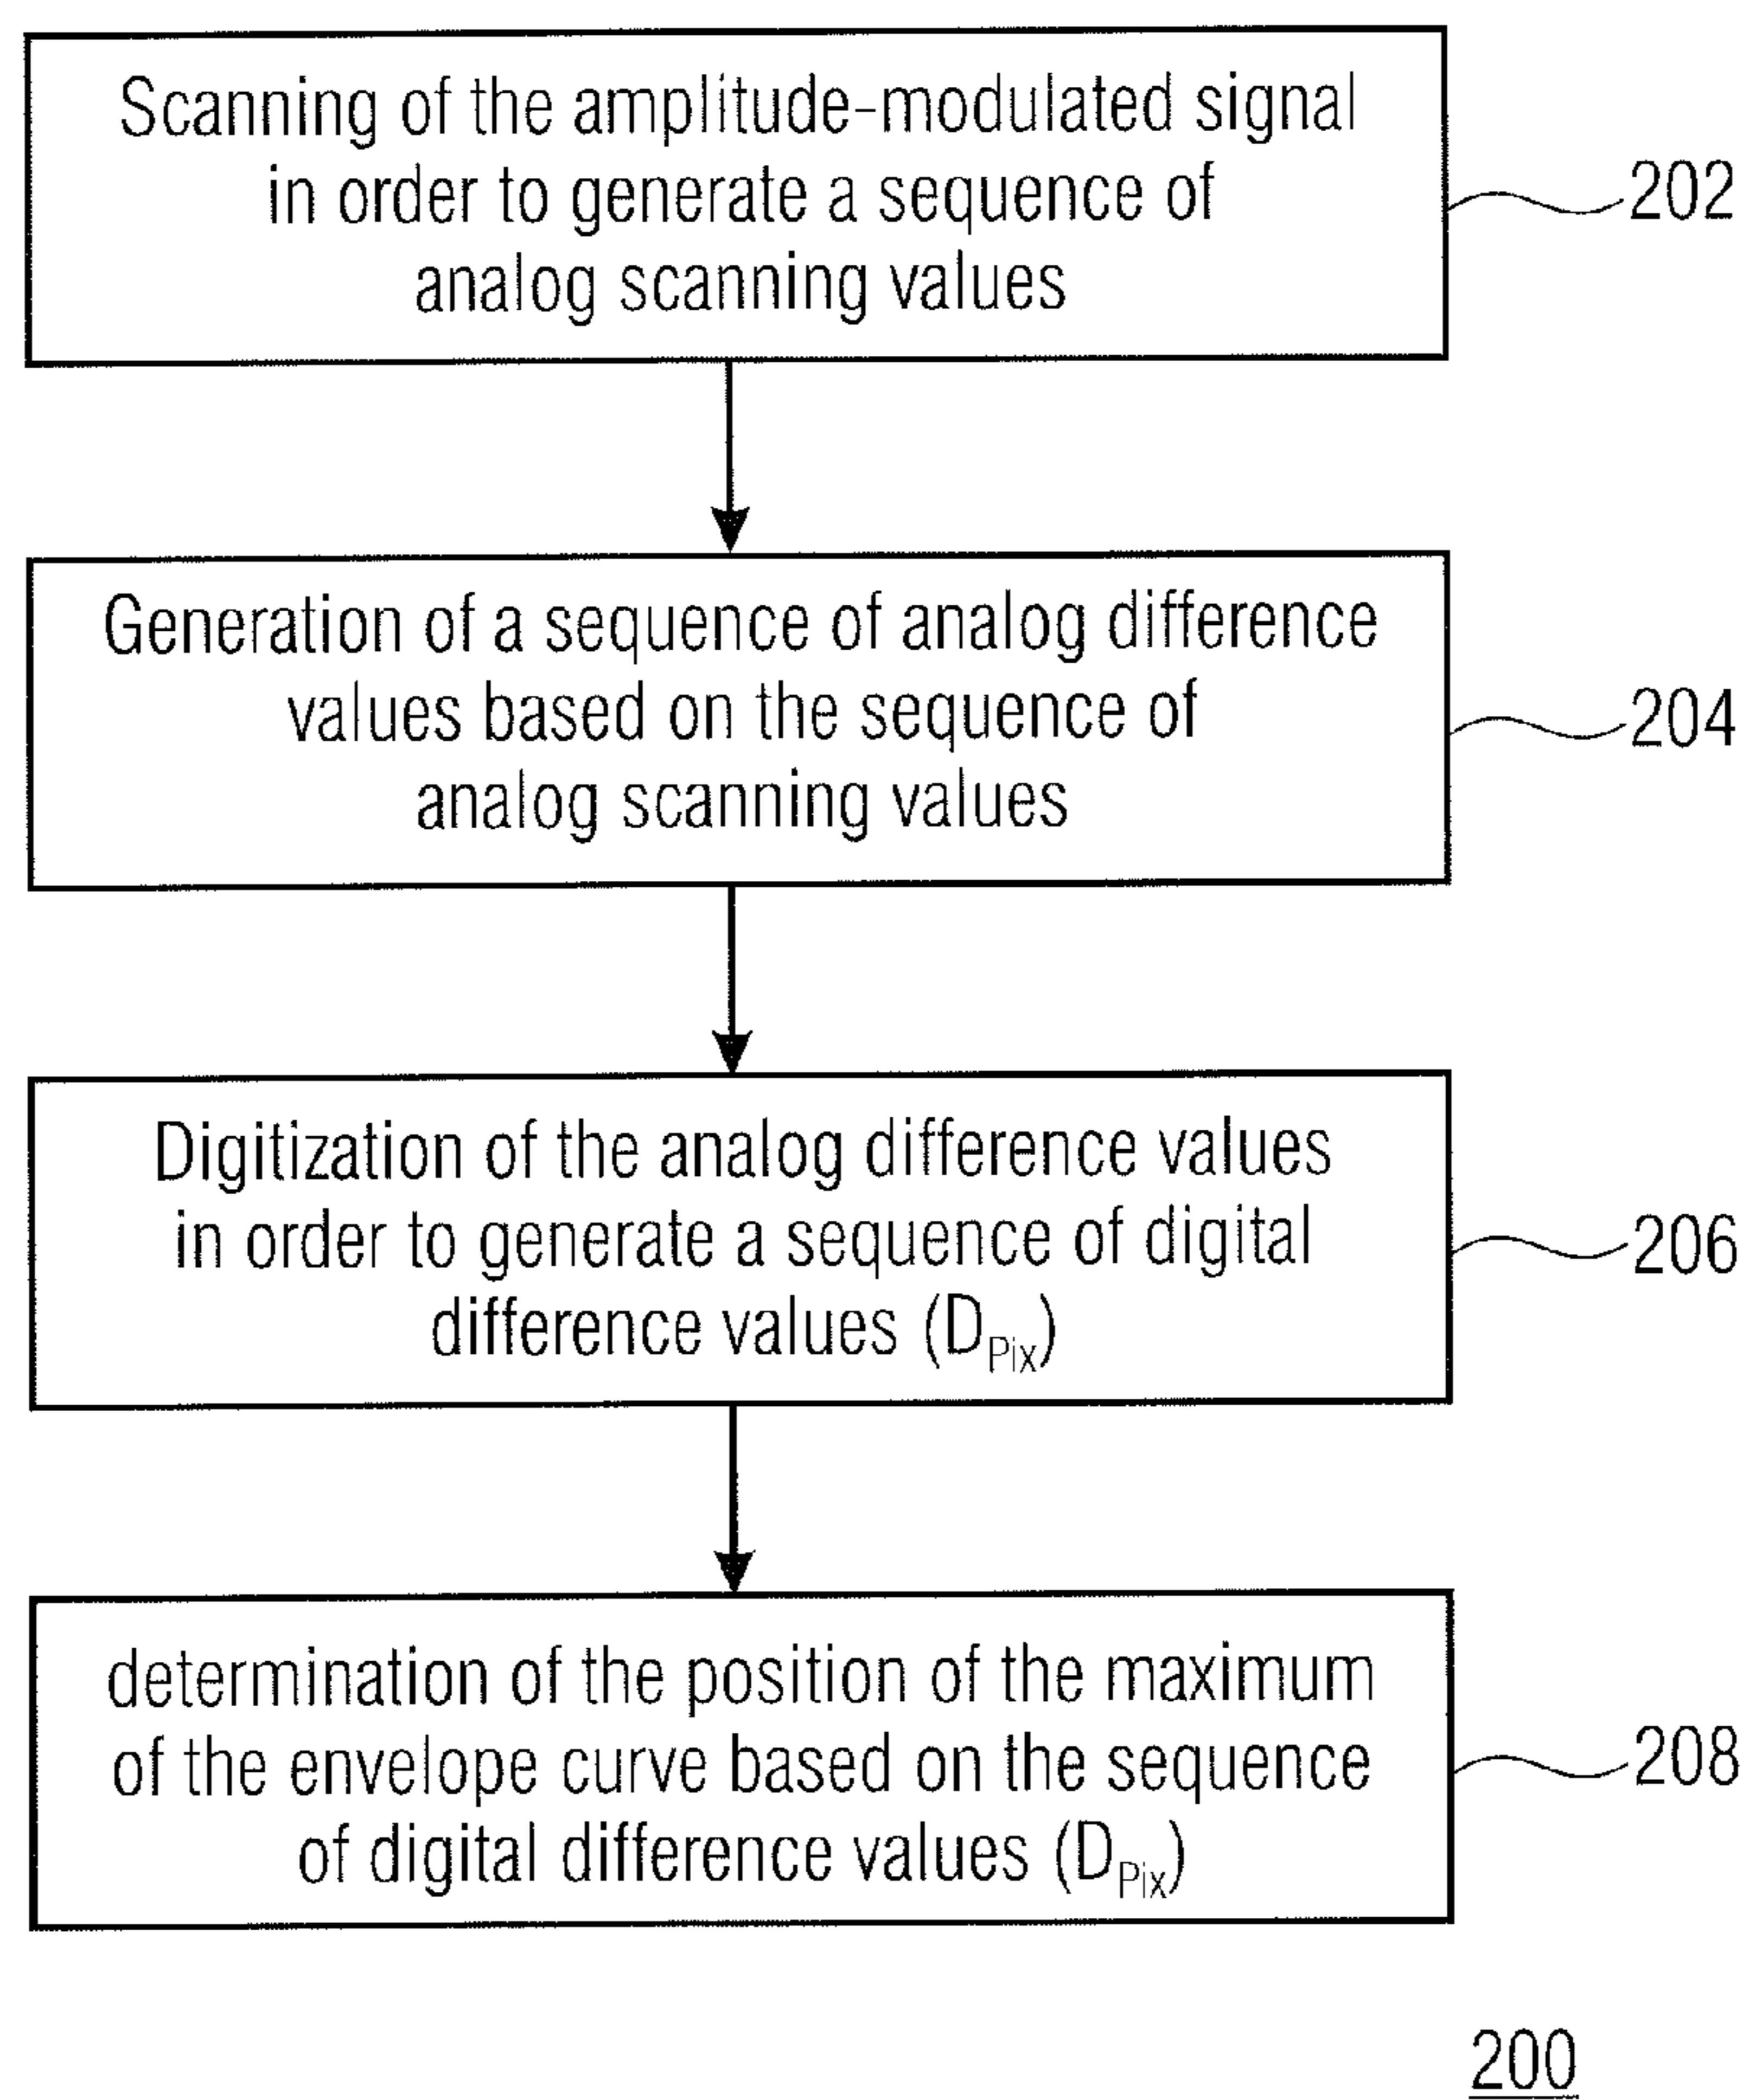 Scanning of the amplitude-modulated signal
in order to generate a sequence of
analog scanning values
202
Generation of a sequence of analog difference
values based on the sequence of
analog scanning values
204
Digitization of the analog difference values
in order to generate a sequence of digital
difference values (D_Pix)
206
determination of the position of the maximum
of the envelope curve based on the sequence
of digital difference values (D_Pix)
208
200